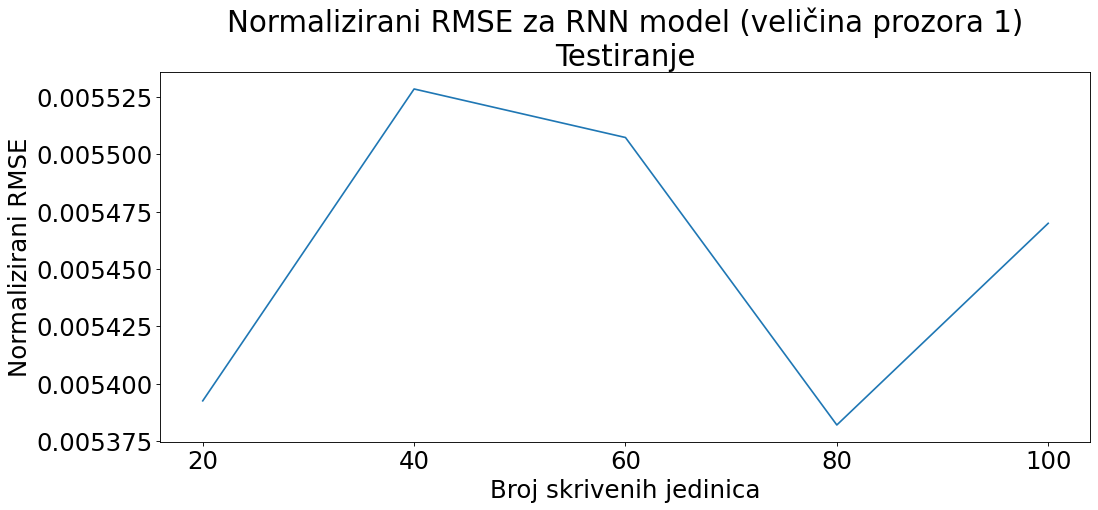 Normalizirani RMSE za RNN model (veličina prozora 1)
Testiranje
Normalizirani RMSE
0.005525
0.005500
0.005475
0.005450
0.005425
0.005400
0.005375
20 40 60 80 100
Broj skrivenih jedinica